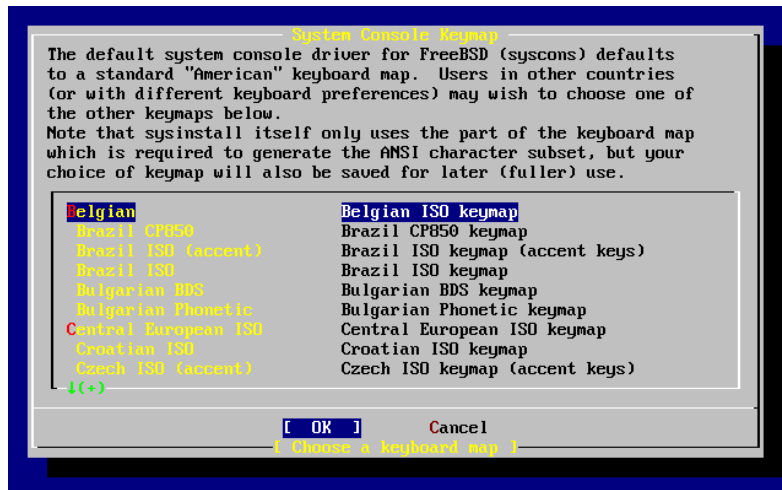 System Console Keymap
The default system console driver for FreeBSD (syscons) defaults
to a standard "American" keyboard map.  Users in other countries
(or with different keyboard preferences) may wish to choose one of
the other keymaps below.
Note that sysinstall itself only uses the part of the keyboard map
which is required to generate the ANSI character subset, but your
choice of keymap will also be saved for later (fuller) use.
Belgian Belgian ISO keymap
Brazil CP850 Brazil CP850 keymap
Brazil ISO (accent) Brazil ISO keymap (accent keys)
Brazil ISO Brazil ISO keymap
Bulgarian BDS Bulgarian BDS keymap
Bulgarian Phonetic Bulgarian Phonetic keymap
Central European ISO Central European ISO keymap
Croatian ISO Croatian ISO keymap
Czech ISO (accent) Czech ISO keymap (accent keys)
↓(+)
[ OK ] Cancel
[ Choose a keyboard map ]